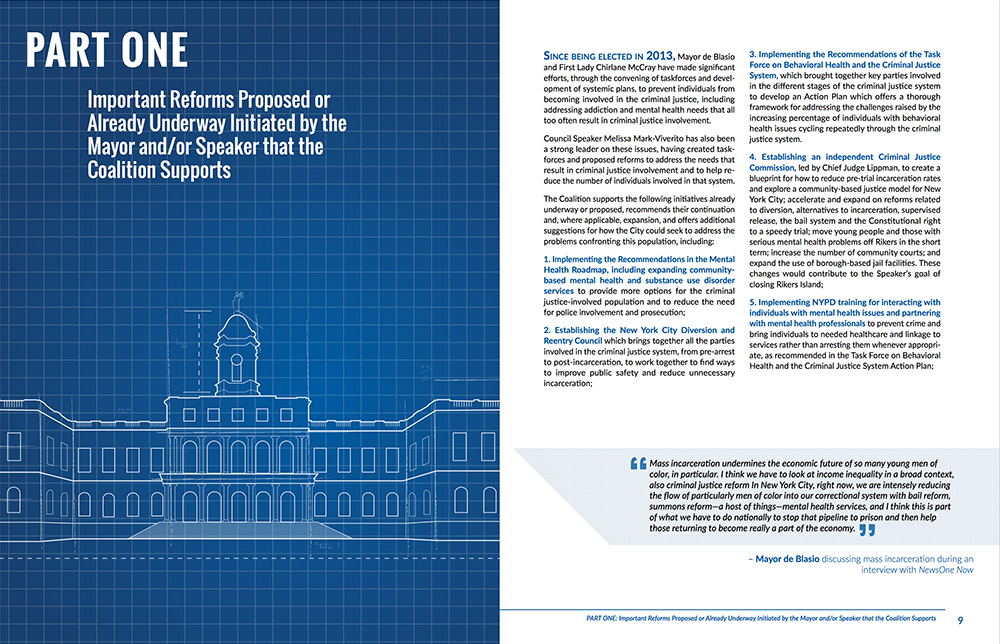 PART ONE
Important Reforms Proposed or
Already Underway Initiated by the
Mayor and/or Speaker that the
Coalition Supports
SINCE BEING ELECTED IN 2013, Mayor de Blasio
and First Lady Chirlane McCray have made significant
efforts, through the convening of taskforces and devel-
opment of systemic plans, to prevent individuals from
becoming involved in the criminal justice, including
addressing addiction and mental health needs that all
too often result in criminal justice involvement.
Council Speaker Melissa Mark-Viverito has also been
a strong leader on these issues, having created task-
forces and proposed reforms to address the needs that
result in criminal justice involvement and to help re-
duce the number of individuals involved in that system.
The Coalition supports the following initiatives already
underway or proposed, recommends their continuation
and, where applicable, expansion, and offers additional
suggestions for how the City could seek to address the
problems confronting this population, including:
1. Implementing the Recommendations in the Mental
Health Roadmap, including expanding community-
based mental health and substance use disorder
services to provide more options for the criminal
justice-involved population and to reduce the need
for police involvement and prosecution;
2. Establishing the New York City Diversion and
Reentry Council which brings together all the parties
involved in the criminal justice system, from pre-arrest
to post-incarceration, to work together to find ways
to improve public safety and reduce unnecessary
incarceration;
3. Implementing the Recommendations of the Task
Force on Behavioral Health and the Criminal Justice
System, which brought together key parties involved
in the different stages of the criminal justice system
to develop an Action Plan which offers a thorough
framework for addressing the challenges raised by the
increasing percentage of individuals with behavioral
health issues cycling repeatedly through the criminal
justice system.
4. Establishing an independent Criminal Justice
Commission, led by Chief Judge Lippman, to create a
blueprint for how to reduce pre-trial incarceration rates
and explore a community-based justice model for New
York City; accelerate and expand on reforms related
to diversion, alternatives to incarceration, supervised
release, the bail system and the Constitutional right
to a speedy trial; move young people and those with
serious mental health problems off Rikers in the short
term; increase the number of community courts; and
expand the use of borough-based jail facilities. These
changes would contribute to the Speaker's goal of
closing Rikers Island;
5. Implementing NYPD training for interacting with
individuals with mental health issues and partnering
with mental health professionals to prevent crime and
bring individuals to needed healthcare and linkage to
services rather than arresting them whenever appropri-
ate, as recommended in the Task Force on Behavioral
Health and the Criminal Justice System Action Plan;
“ Mass incarceration undermines the economic future of so many young men of
color, in particular. I think we have to look at income inequality in a broad context,
also criminal justice reform In New York City, right now, we are intensely reducing
the flow of particularly men of color into our correctional system with bail reform,
summons reform—a host of things—mental health services, and I think this is part
of what we have to do nationally to stop that pipeline to prison and then help
those returning to become really a part of the economy. ”
– Mayor de Blasio discussing mass incarceration during an
interview with NewsOne Now
PART ONE: Important Reforms Proposed or Already Underway Initiated by the Mayor and/or Speaker that the Coalition Supports 9